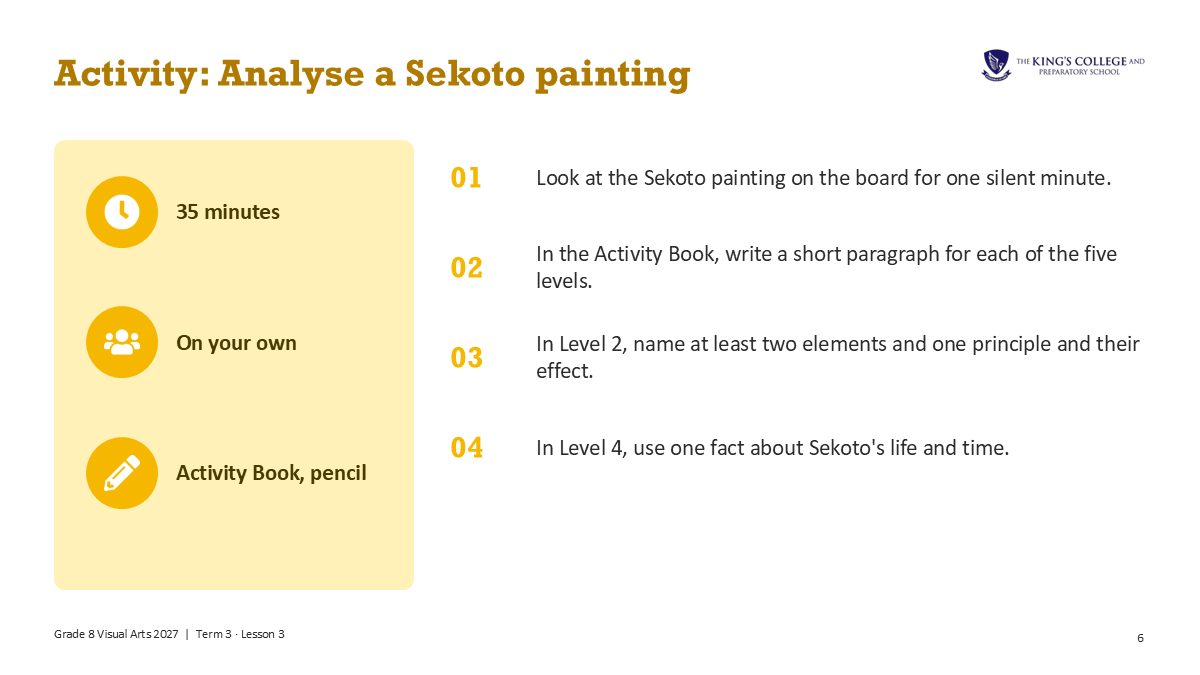 Activity: Analyse a Sekoto painting
THE KING'S COLLEGE AND
PREPARATORY SCHOOL
35 minutes
On your own
Activity Book, pencil
01
Look at the Sekoto painting on the board for one silent minute.
02
In the Activity Book, write a short paragraph for each of the five
levels.
03
In Level 2, name at least two elements and one principle and their
effect.
04
In Level 4, use one fact about Sekoto's life and time.
Grade 8 Visual Arts 2027 | Term 3 · Lesson 3
6